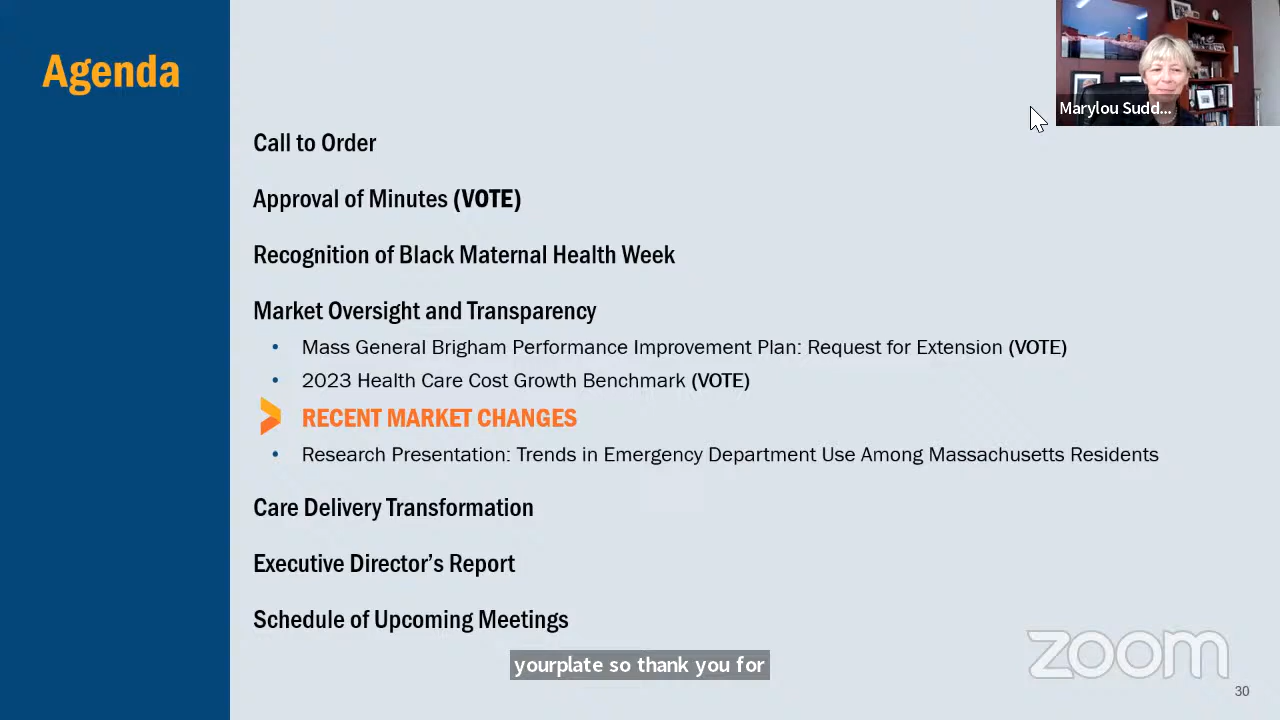 Agenda
Marylou Sudd...
Call to Order
Approval of Minutes (VOTE)
Recognition of Black Maternal Health Week
Market Oversight and Transparency
• Mass General Brigham Performance Improvement Plan: Request for Extension (VOTE)
• 2023 Health Care Cost Growth Benchmark (VOTE)
RECENT MARKET CHANGES
• Research Presentation: Trends in Emergency Department Use Among Massachusetts Residents
Care Delivery Transformation
Executive Director’s Report
Schedule of Upcoming Meetings
yourplate so thank you for
zoom
30